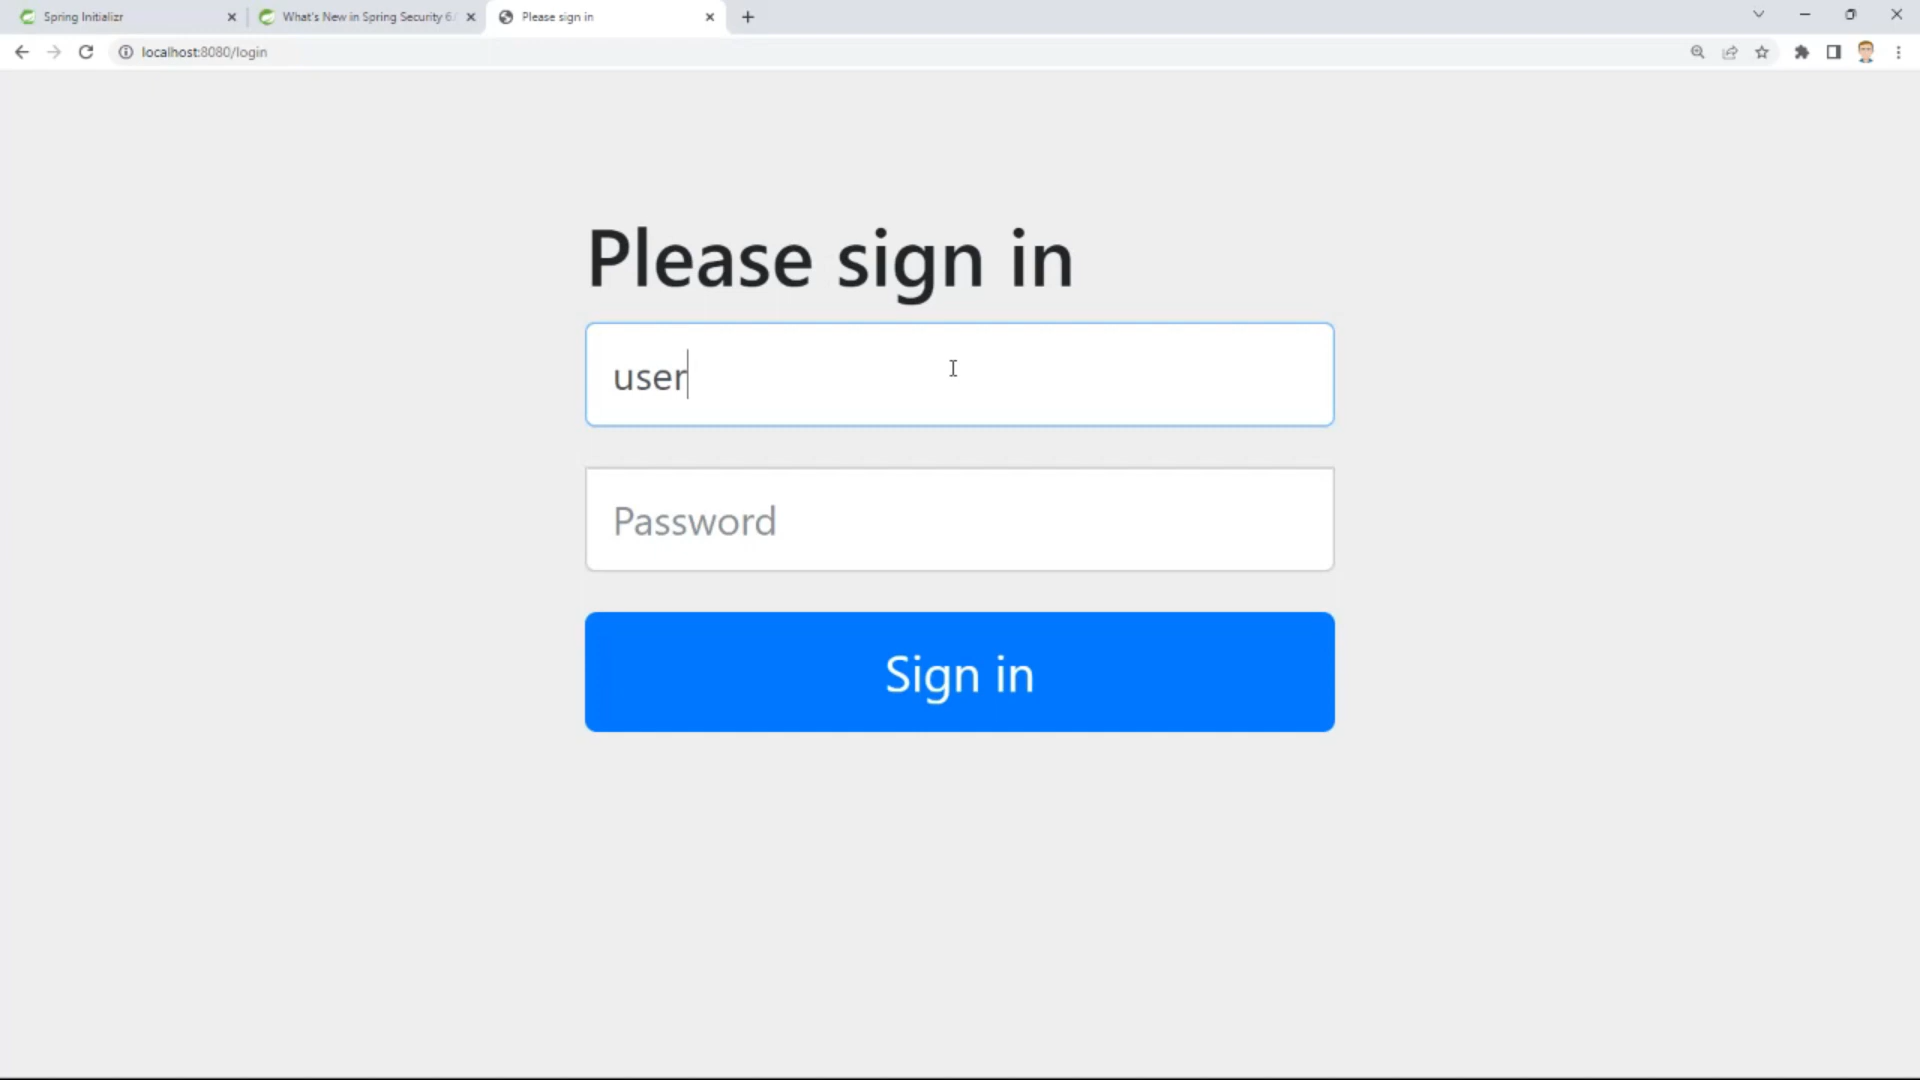 Spring Initializr
What's New in Spring Security 6.
Please sign in
localhost:8080/login
Please sign in
user
Password
Sign in